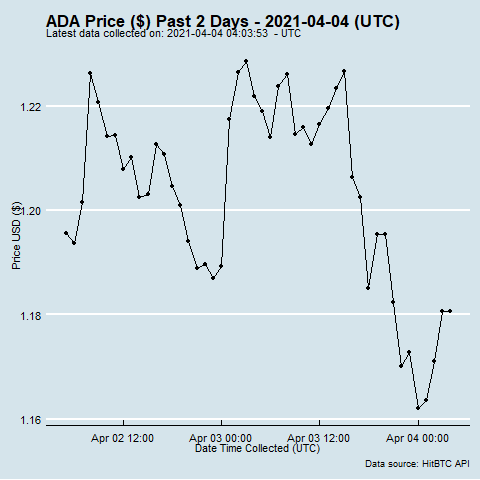 ADA Price ($) Past 2 Days - 2021-04-04 (UTC)
Latest data collected on: 2021-04-04 04:03:53 - UTC
Price USD ($)
1.22
1.20
1.18
1.16
Apr 02 12:00 Apr 03 00:00 Apr 03 12:00 Apr 04 00:00
Date Time Collected (UTC)
Data source: HitBTC API